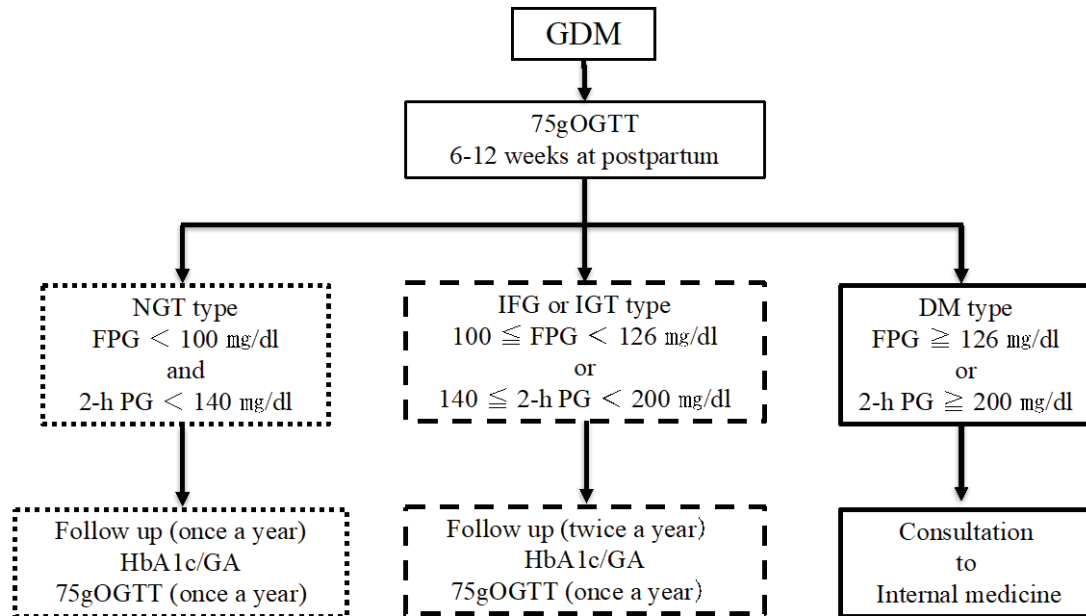 GDM
75gOGTT
6-12 weeks at postpartum
NGT type
FPG < 100 ㎎/dl
and
2-h PG < 140 ㎎/dl
IFG or IGT type
100 ≦ FPG < 126 ㎎/dl
or
140 ≦ 2-h PG < 200 ㎎/dl
DM type
FPG ≧ 126 ㎎/dl
or
2-h PG ≧ 200 ㎎/dl
Follow up (once a year)
HbA1c/GA
75gOGTT (once a year)
Follow up (twice a year)
HbA1c/GA
75gOGTT (once a year)
Consultation
to
Internal medicine